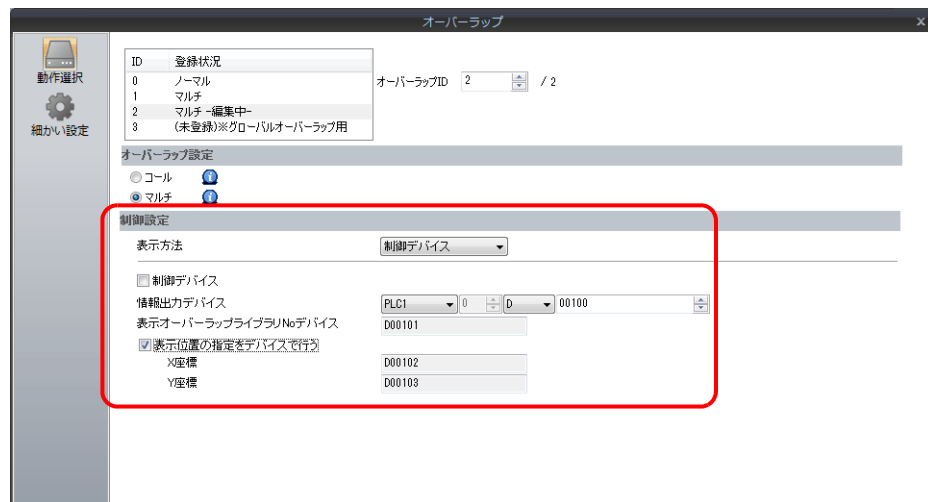 オーバーラップ x
動作選択
細かい設定
ID 登録状況
0 ノーマル
1 マルチ
2 マルチ -編集中-
3 (未登録)※グローバルオーバーラップ用
オーバーラップID 2 / 2
オーバーラップ設定
コール
マルチ
制御設定
表示方法 制御デバイス
制御デバイス
情報出力デバイス PLC1 0 D 00100
表示オーバーラップライブラリNoデバイス D00101
表示位置の指定をデバイスで行う
X座標 D00102
Y座標 D00103